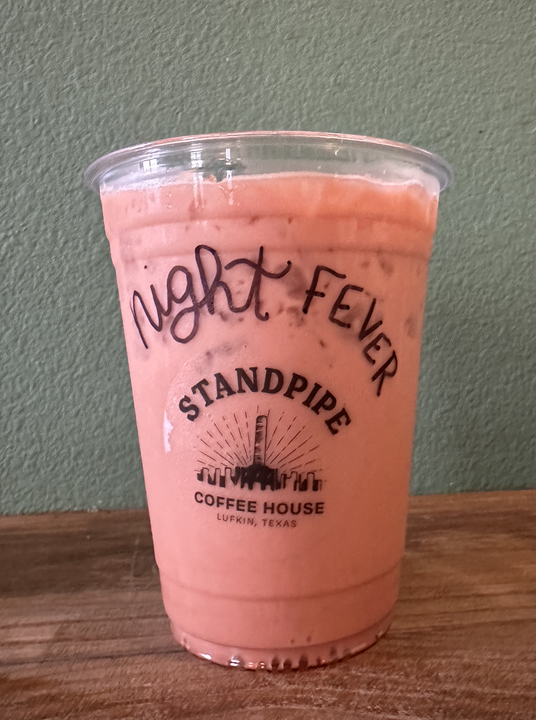 night FEVER
STANDPIPE
COFFEE HOUSE
LUFKIN, TEXAS